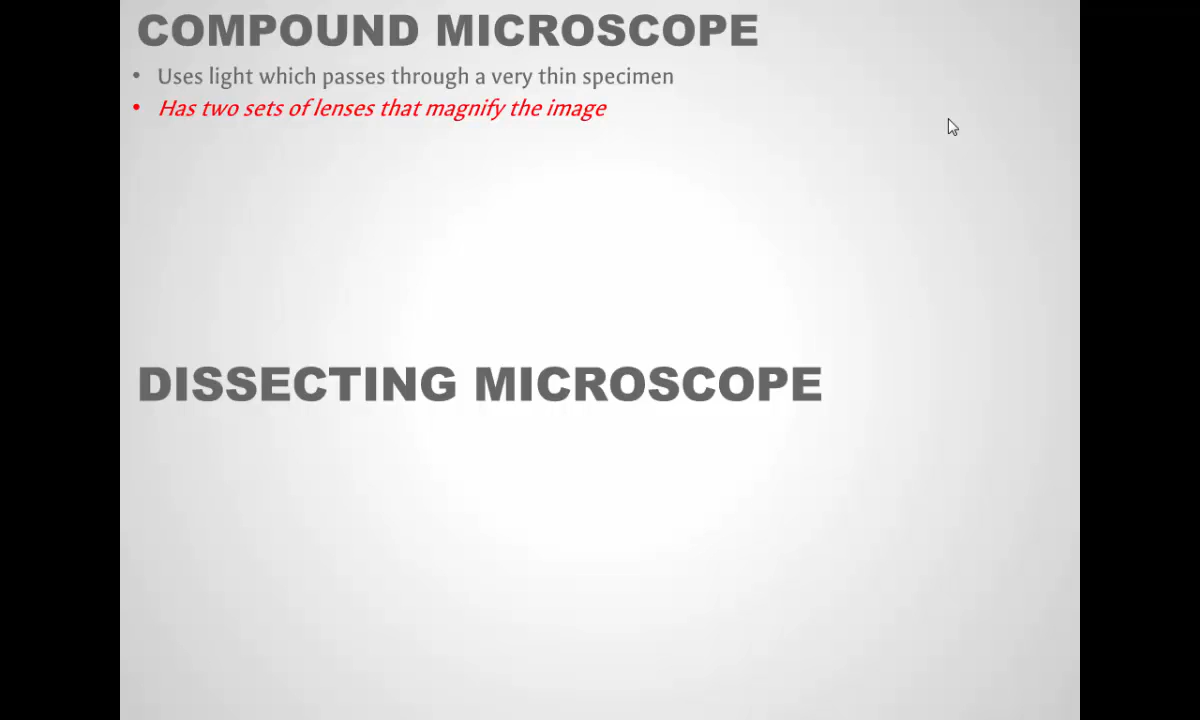 COMPOUND MICROSCOPE
• Uses light which passes through a very thin specimen
• Has two sets of lenses that magnify the image
DISSECTING MICROSCOPE